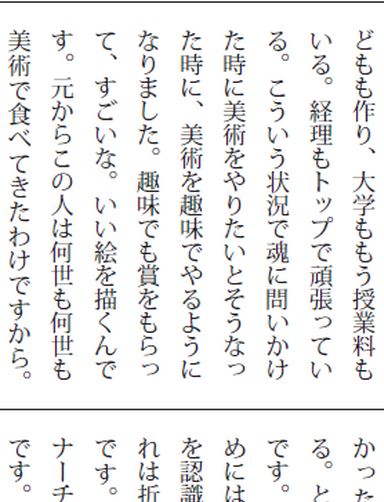 どもも作り、大学ももう授業料も
いる。経理もトップで頑張ってい
る。こういう状況で魂に問いかけ
た時に美術をやりたいとそうなっ
た時に、美術を趣味でやるように
なりました。趣味でも賞をもらっ
て、すごいな。いい絵を描くんで
す。元からこの人は何世も何世も
美術で食べてきたわけですから。
かった
る。と
です。
めには
を認識
れは折
です。
ナーチ
です。